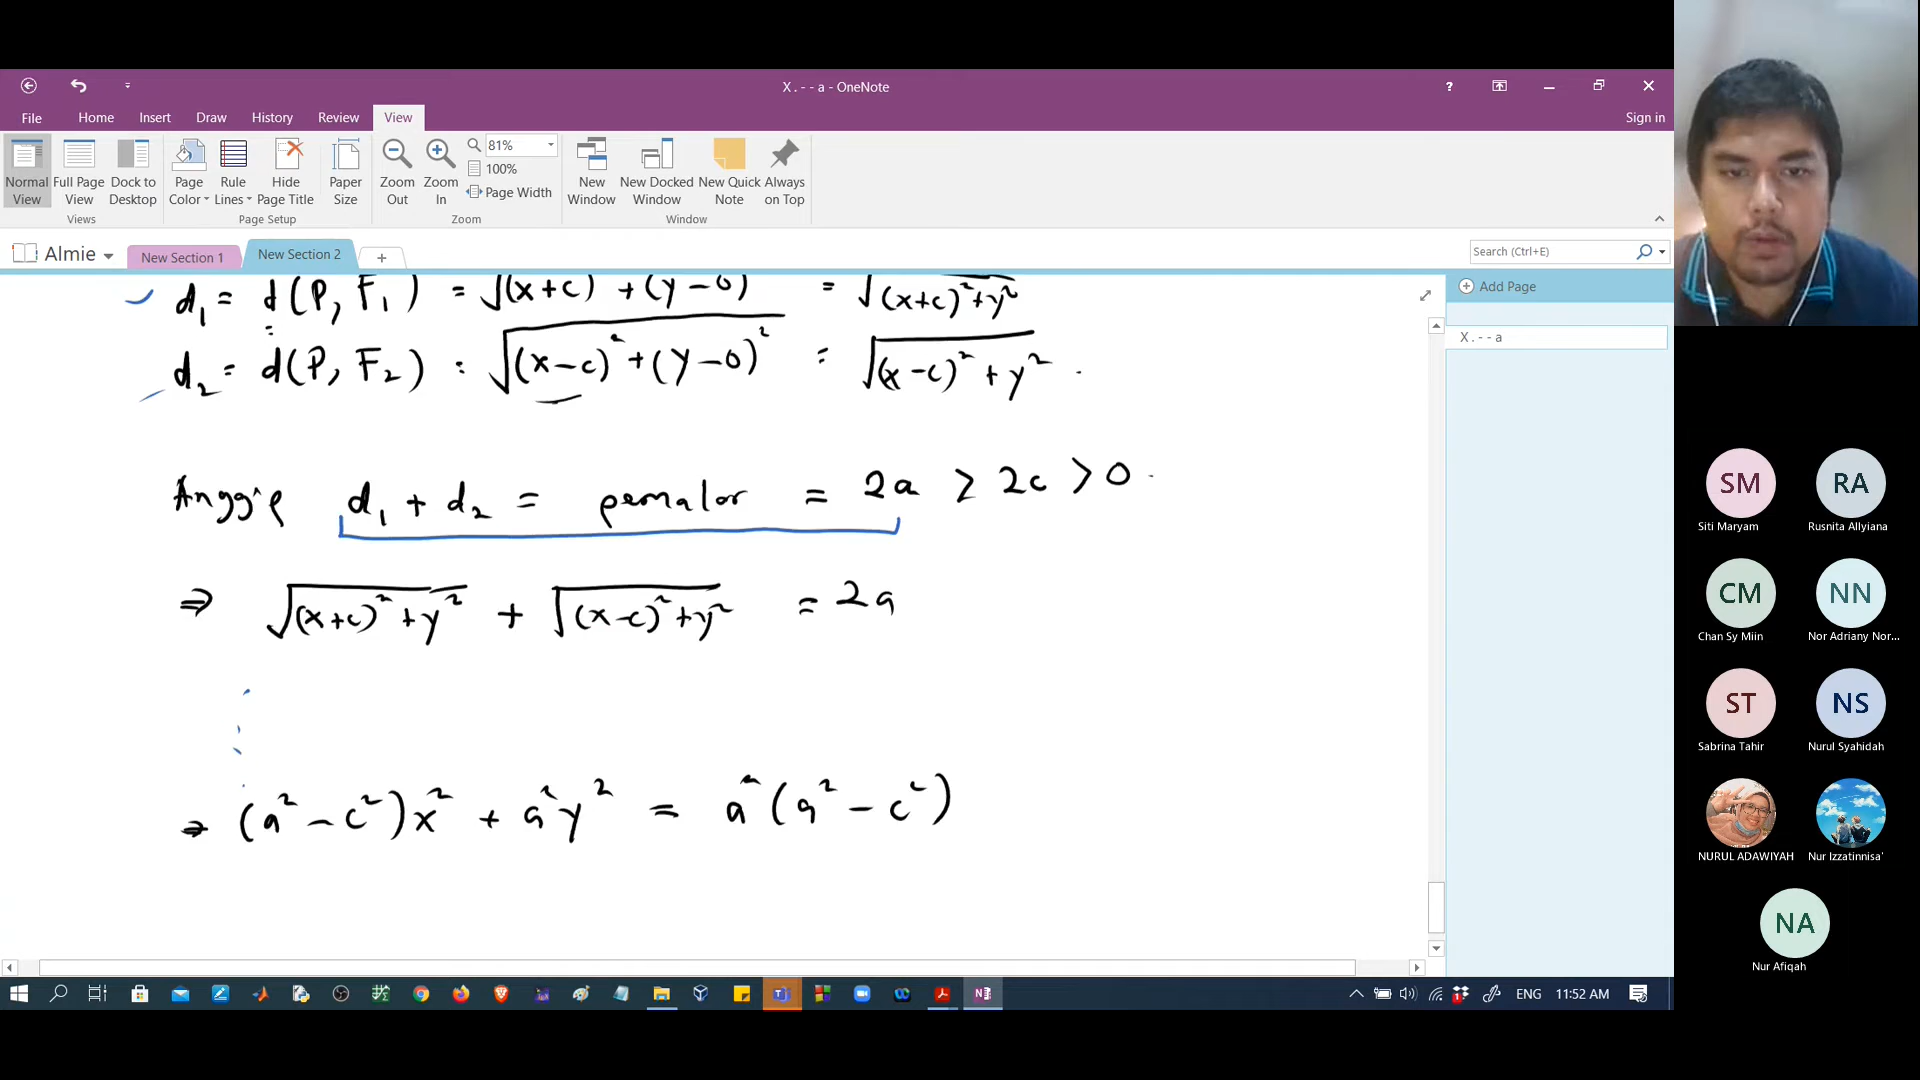 X . - - a - OneNote
?
File Home Insert Draw History Review View
Sign in
Normal View
Full Page View
Dock to Desktop
Views
Page Color
Rule Lines
Hide Page Title
Paper Size
Page Setup
Zoom Out
Zoom In
81%
100%
Page Width
Zoom
New Window
New Docked Window
New Quick Note
Always on Top
Window
Almie
New Section 1
New Section 2
+
Search (Ctrl+E)
Add Page
X . - - a
d₁ = d(P, F₁) = √(x+c) + (y-0) = √(x+c)²+y²
d₂ = d(P, F₂) = √(x-c)²+(y-0)² = √(x-c)²+y²
Anggap d₁ + d₂ = pemalar = 2a ≥ 2c > 0
⇒ √(x+c)²+y² + √(x-c)²+y² = 2a
⇒ (a²-c²)x² + a²y² = a²(a²-c²)
SM
Siti Maryam
RA
Rusnita Allyiana
CM
Chan Sy Miin
NN
Nor Adriany Nor...
ST
Sabrina Tahir
NS
Nurul Syahidah
NURUL ADAWIYAH
Nur Izzatinnisa'
NA
Nur Afiqah
ENG 11:52 AM